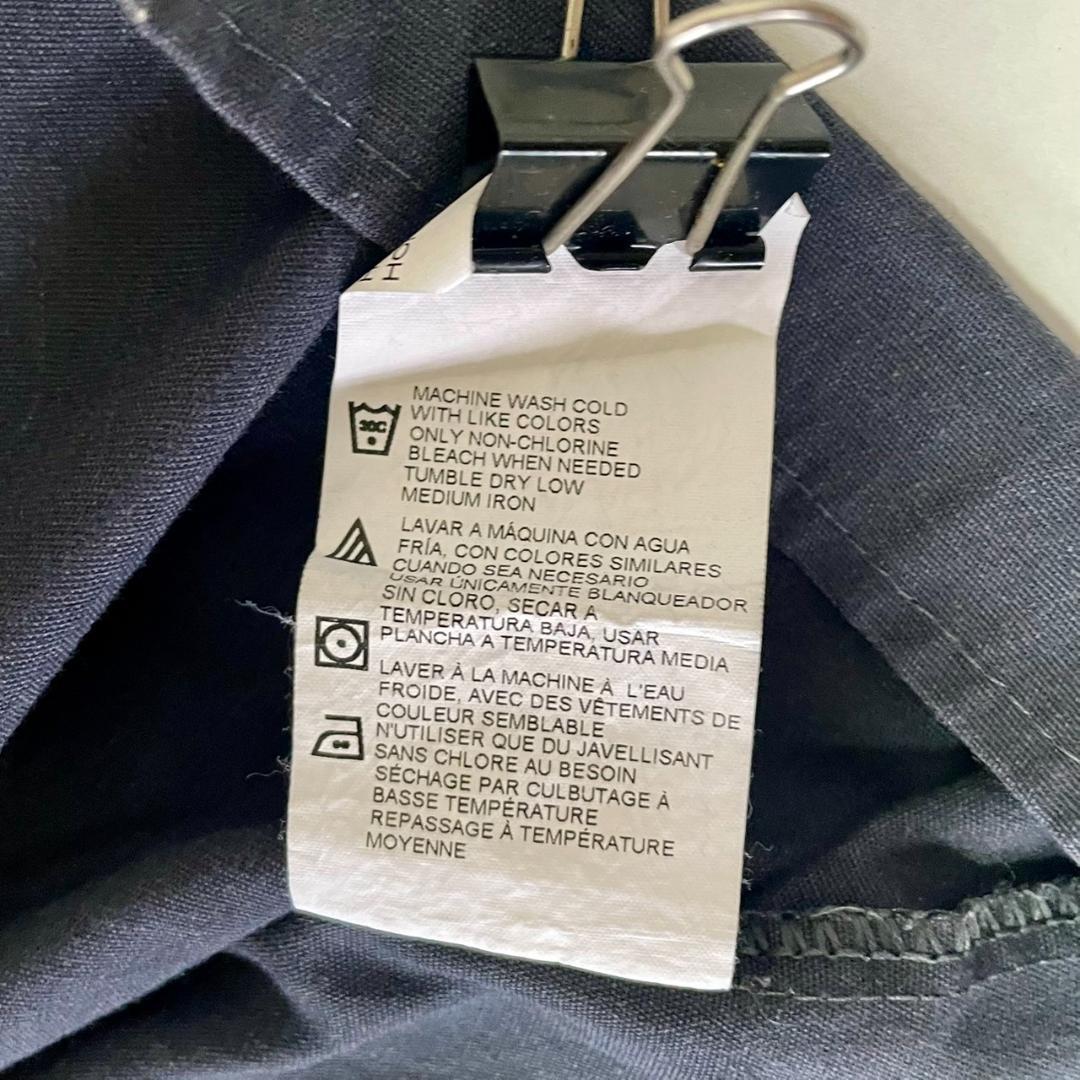 30C
MACHINE WASH COLD
WITH LIKE COLORS
ONLY NON-CHLORINE
BLEACH WHEN NEEDED
TUMBLE DRY LOW
MEDIUM IRON
LAVAR A MÁQUINA CON AGUA
FRÍA, CON COLORES SIMILARES
CUANDO SEA NECESARIO
USAR ÚNICAMENTE BLANQUEADOR
SIN CLORO, SECAR A
TEMPERATURA BAJA, USAR
PLANCHA A TEMPERATURA MEDIA
LAVER À LA MACHINE À L'EAU
FROIDE, AVEC DES VÊTEMENTS DE
COULEUR SEMBLABLE
N'UTILISER QUE DU JAVELLISANT
SANS CHLORE AU BESOIN
SÉCHAGE PAR CULBUTAGE À
BASSE TEMPÉRATURE
REPASSAGE À TEMPÉRATURE
MOYENNE